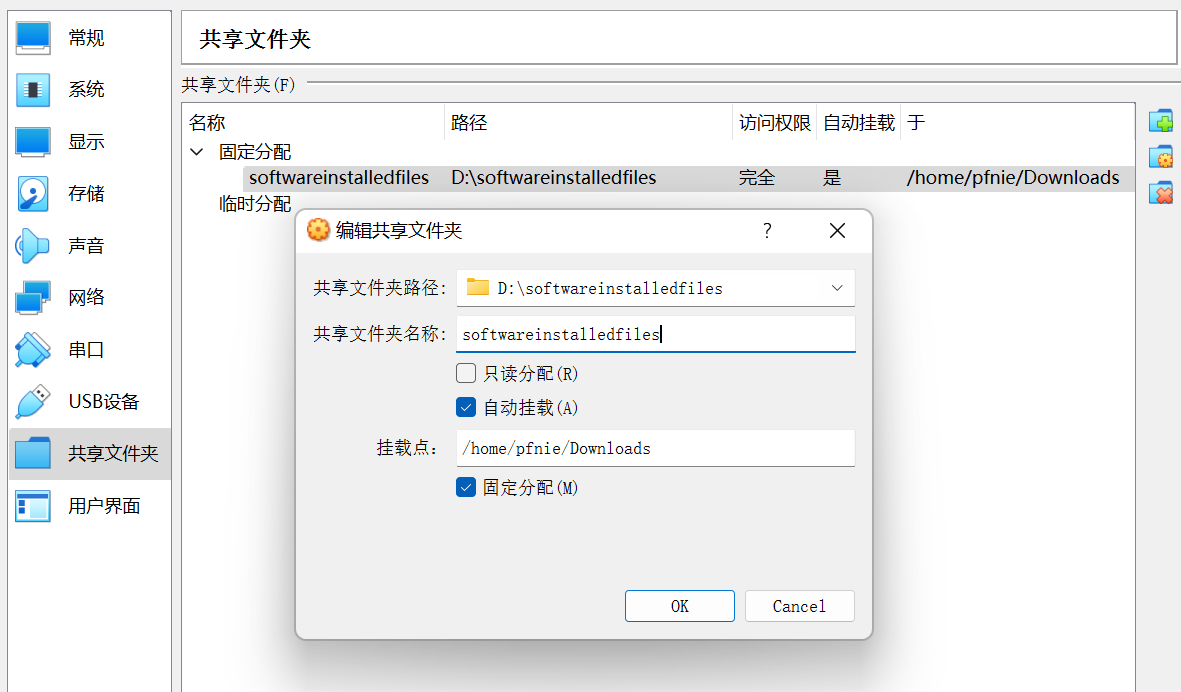 常规
系统
显示
存储
声音
网络
串口
USB设备
共享文件夹
用户界面
共享文件夹
共享文件夹(F)
名称 路径 访问权限 自动挂载 于
固定分配
softwareinstalledfiles D:\softwareinstalledfiles 完全 是 /home/pfnie/Downloads
临时分配
编辑共享文件夹 ?
共享文件夹路径: D:\softwareinstalledfiles
共享文件夹名称: softwareinstalledfiles
只读分配(R)
自动挂载(A)
挂载点: /home/pfnie/Downloads
固定分配(M)
OK Cancel